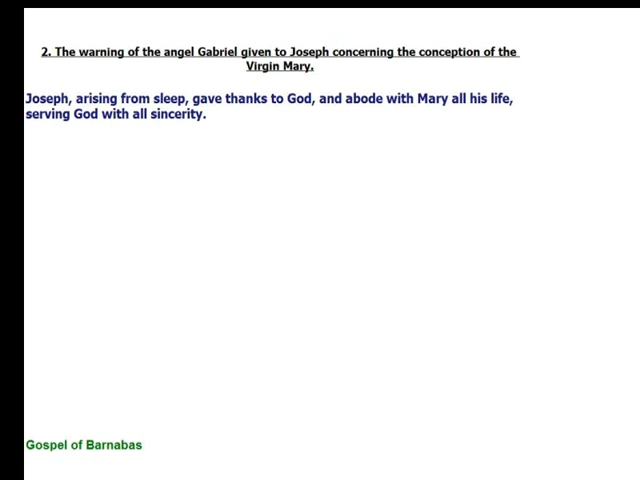 2. The warning of the angel Gabriel given to Joseph concerning the conception of the
Virgin Mary.
Joseph, arising from sleep, gave thanks to God, and abode with Mary all his life,
serving God with all sincerity.
Gospel of Barnabas